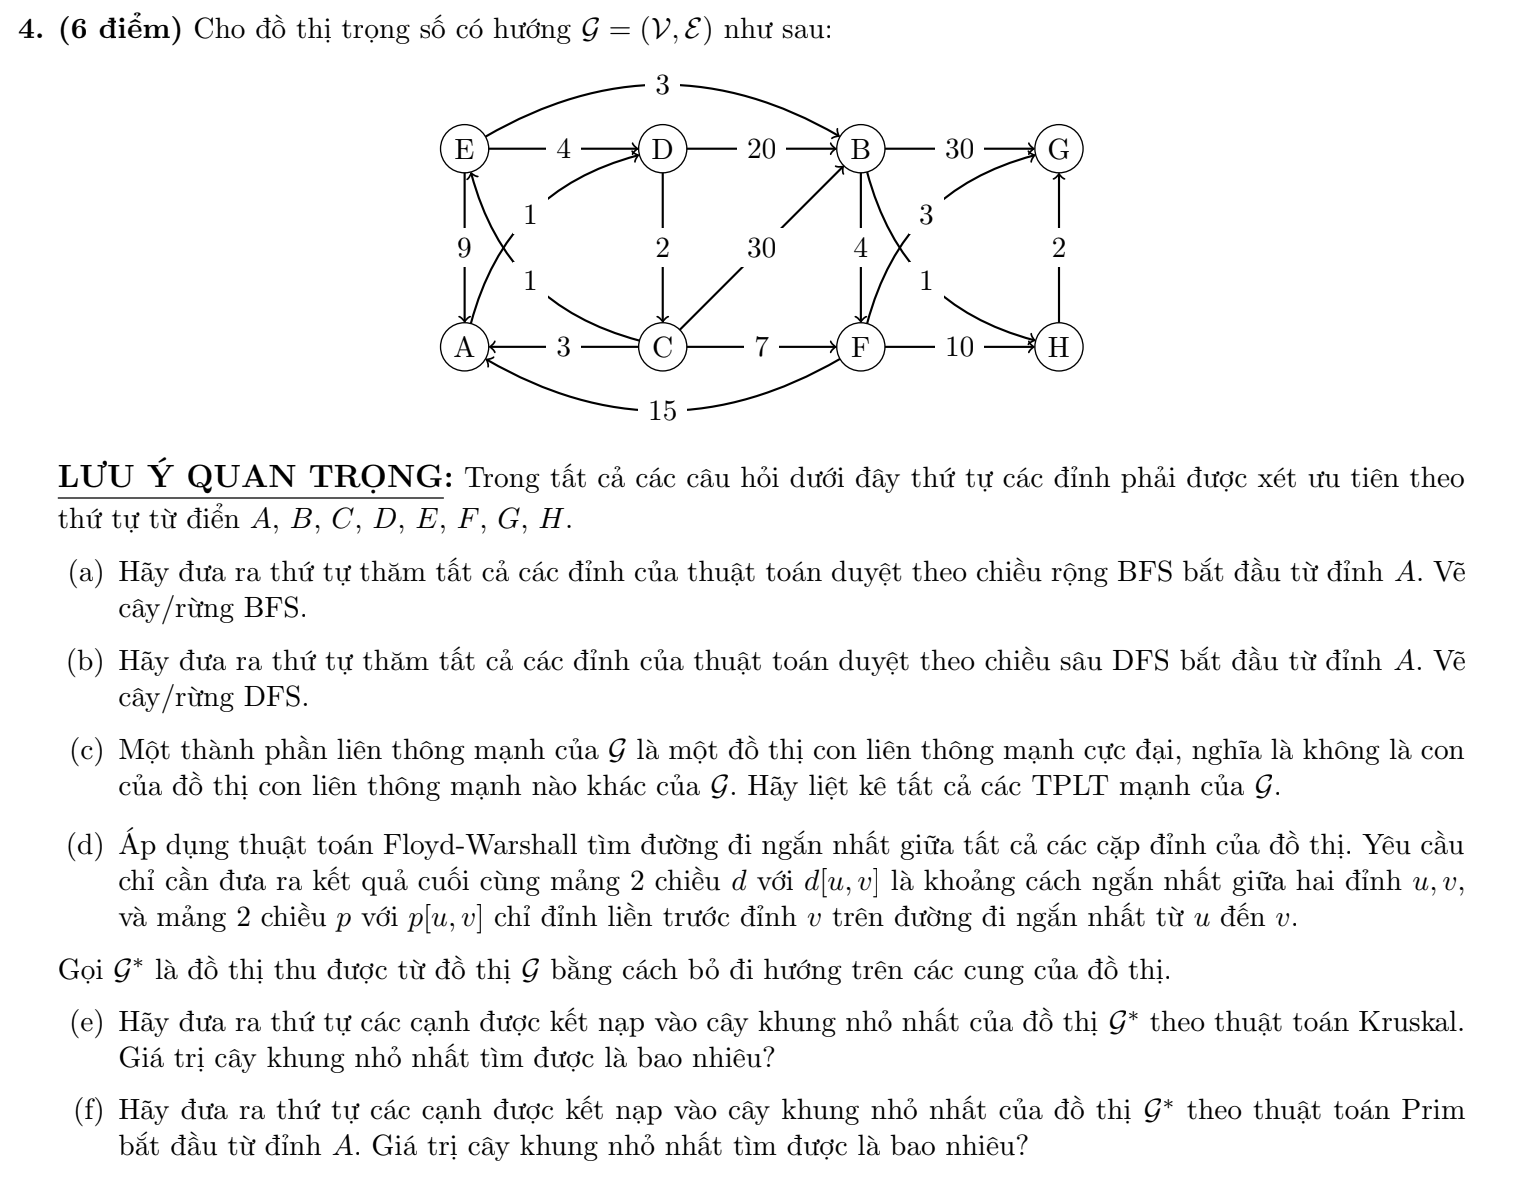 4. (6 điểm) Cho đồ thị trọng số có hướng 𝒢 = (𝒱, ℰ) như sau:
3
E 4 D 20 B 30 G
1 3
9 2 30 4 2
1 1
A 3 C 7 F 10 H
15
LƯU Ý QUAN TRỌNG: Trong tất cả các câu hỏi dưới đây thứ tự các đỉnh phải được xét ưu tiên theo
thứ tự từ điển A, B, C, D, E, F, G, H.
(a) Hãy đưa ra thứ tự thăm tất cả các đỉnh của thuật toán duyệt theo chiều rộng BFS bắt đầu từ đỉnh A. Vẽ
cây/rừng BFS.
(b) Hãy đưa ra thứ tự thăm tất cả các đỉnh của thuật toán duyệt theo chiều sâu DFS bắt đầu từ đỉnh A. Vẽ
cây/rừng DFS.
(c) Một thành phần liên thông mạnh của 𝒢 là một đồ thị con liên thông mạnh cực đại, nghĩa là không là con
của đồ thị con liên thông mạnh nào khác của 𝒢. Hãy liệt kê tất cả các TPLT mạnh của 𝒢.
(d) Áp dụng thuật toán Floyd-Warshall tìm đường đi ngắn nhất giữa tất cả các cặp đỉnh của đồ thị. Yêu cầu
chỉ cần đưa ra kết quả cuối cùng mảng 2 chiều d với d[u, v] là khoảng cách ngắn nhất giữa hai đỉnh u, v,
và mảng 2 chiều p với p[u, v] chỉ đỉnh liền trước đỉnh v trên đường đi ngắn nhất từ u đến v.
Gọi 𝒢* là đồ thị thu được từ đồ thị 𝒢 bằng cách bỏ đi hướng trên các cung của đồ thị.
(e) Hãy đưa ra thứ tự các cạnh được kết nạp vào cây khung nhỏ nhất của đồ thị 𝒢* theo thuật toán Kruskal.
Giá trị cây khung nhỏ nhất tìm được là bao nhiêu?
(f) Hãy đưa ra thứ tự các cạnh được kết nạp vào cây khung nhỏ nhất của đồ thị 𝒢* theo thuật toán Prim
bắt đầu từ đỉnh A. Giá trị cây khung nhỏ nhất tìm được là bao nhiêu?